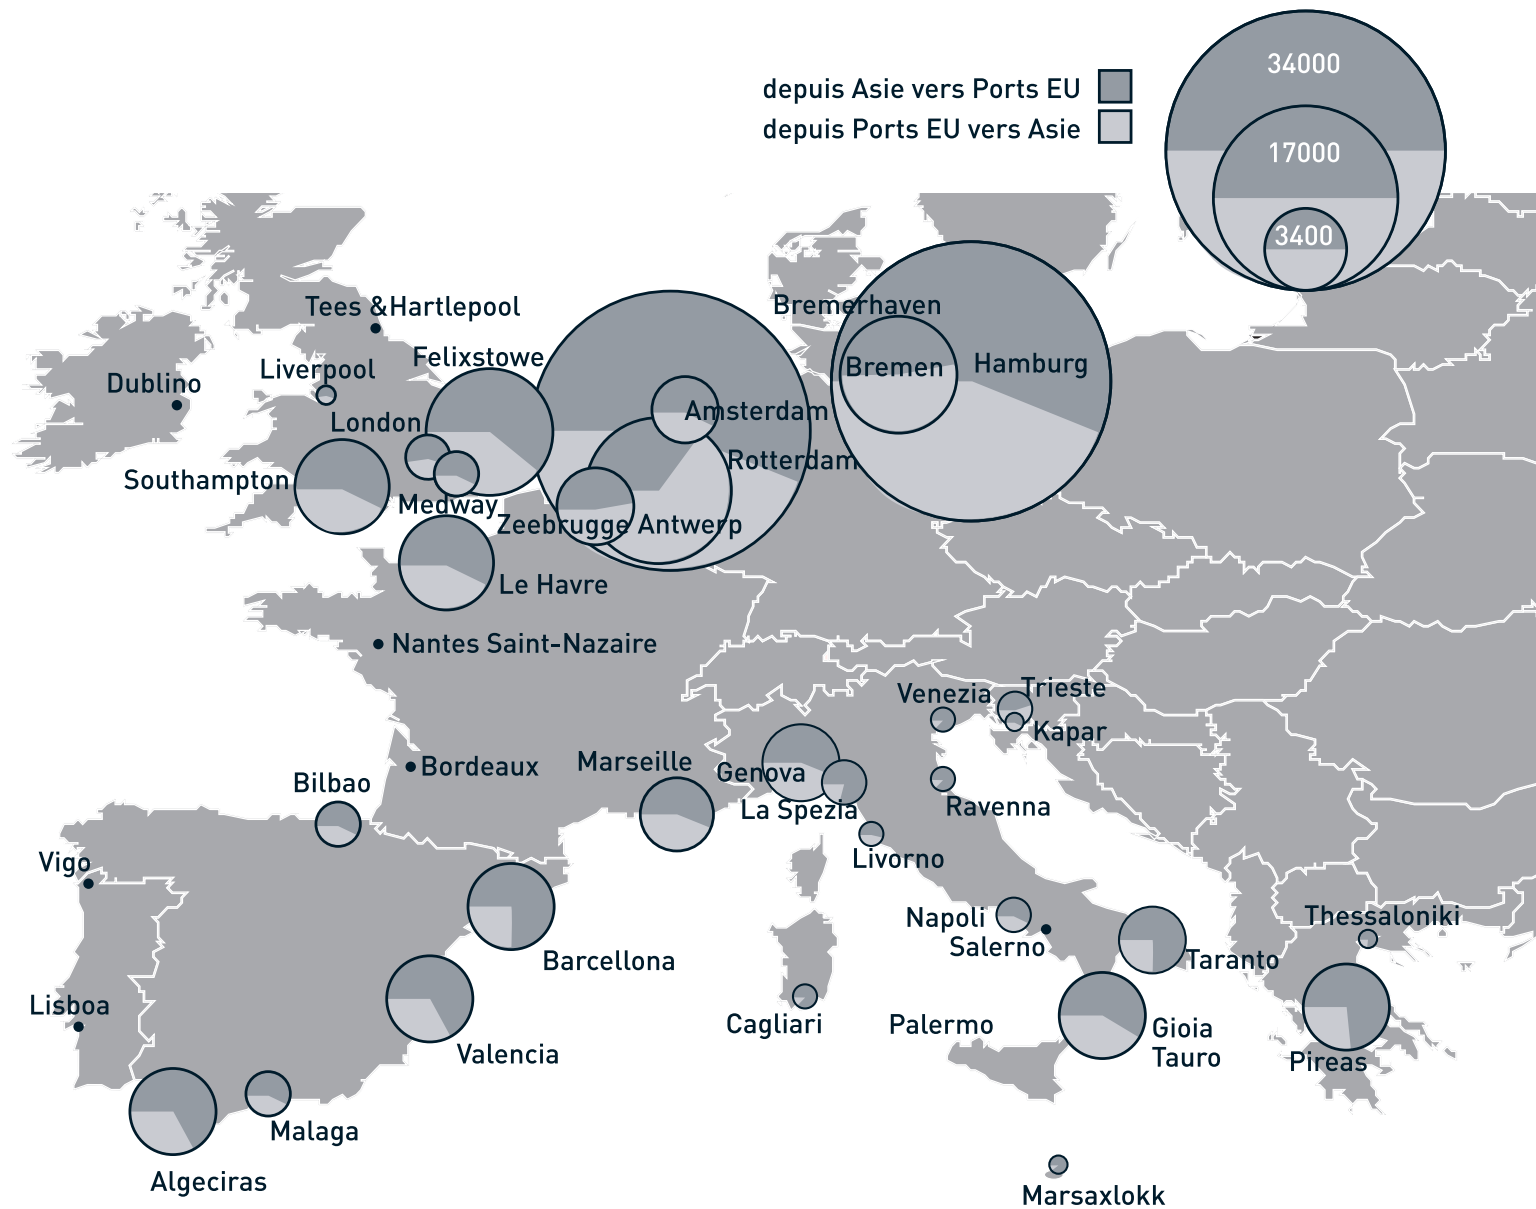 34000
depuis Asie vers Ports EU
depuis Ports EU vers Asie
17000
3400
Tees &Hartlepool
Bremerhaven
Felixstowe
Liverpool
Bremen
Hamburg
Dublino
London
Amsterdam
Rotterdam
Southampton
Medway
Zeebrugge
Antwerp
Le Havre
Nantes Saint-Nazaire
Venezia
Trieste
Kapar
Bordeaux
Marseille
Genova
Bilbao
La Spezia
Ravenna
Livorno
Vigo
Napoli
Salerno
Thessaloniki
Barcellona
Taranto
Lisboa
Cagliari
Palermo
Gioia
Tauro
Valencia
Pireas
Malaga
Algeciras
Marsaxlokk